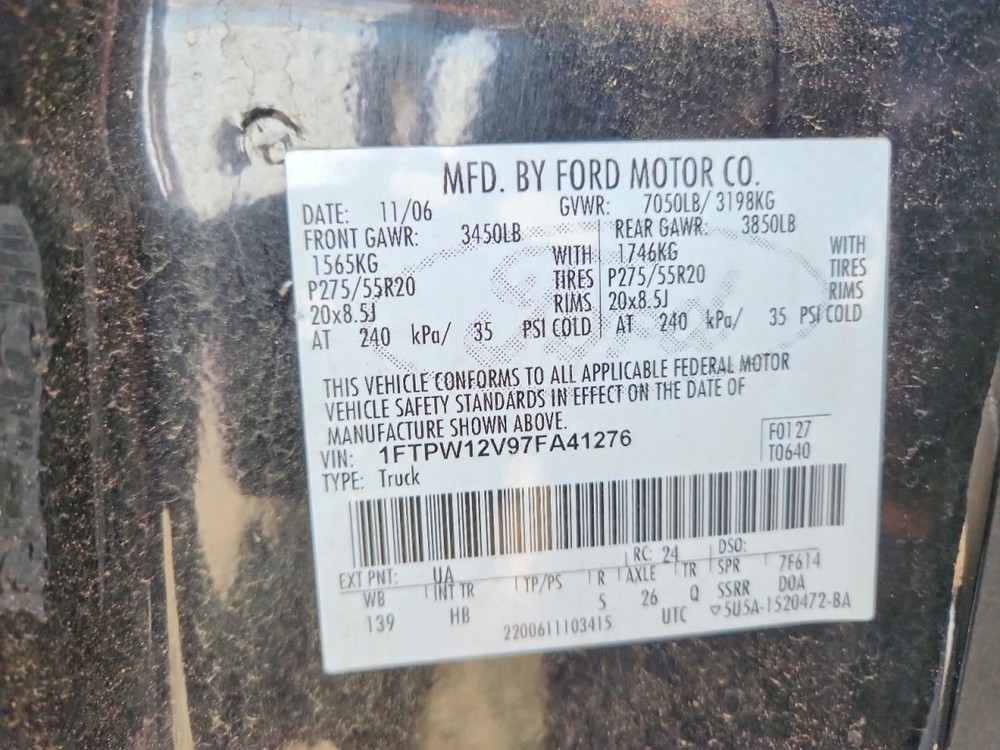 MFD. BY FORD MOTOR CO.
DATE: 11/06 GVWR: 7050LB/ 3198KG
FRONT GAWR: 3450LB REAR GAWR: 3850LB
1565KG WITH 1746KG WITH
P275/55R20 TIRES P275/55R20 TIRES
20x8.5J RIMS 20x8.5J RIMS
AT 240 kPa/ 35 PSI COLD AT 240 kPa/ 35 PSI COLD
THIS VEHICLE CONFORMS TO ALL APPLICABLE FEDERAL MOTOR
VEHICLE SAFETY STANDARDS IN EFFECT ON THE DATE OF
MANUFACTURE SHOWN ABOVE.
VIN: 1FTPW12V97FA41276 F0127
TYPE: Truck T0640
EXT PNT: UA RC: 24 DSO:
WB INT TR TP/PS R AXLE TR SPR 7F614
139 HB 5 26 Q SSRR DOA
2200611103415 UTC ▽5U5A-1520472-BA